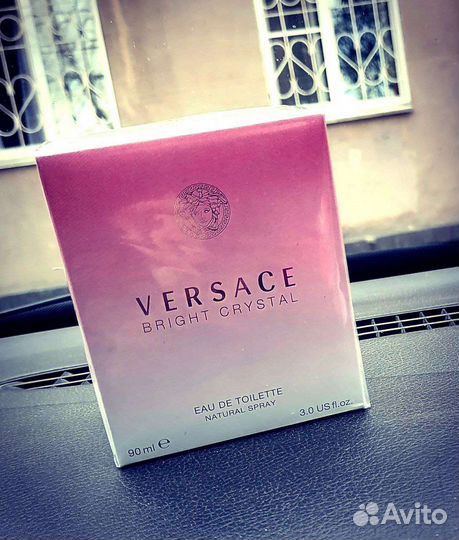 VERSACE
BRIGHT CRYSTAL
EAU DE TOILETTE
NATURAL SPRAY
90 ml e 3.0 US fl.oz.
Avito